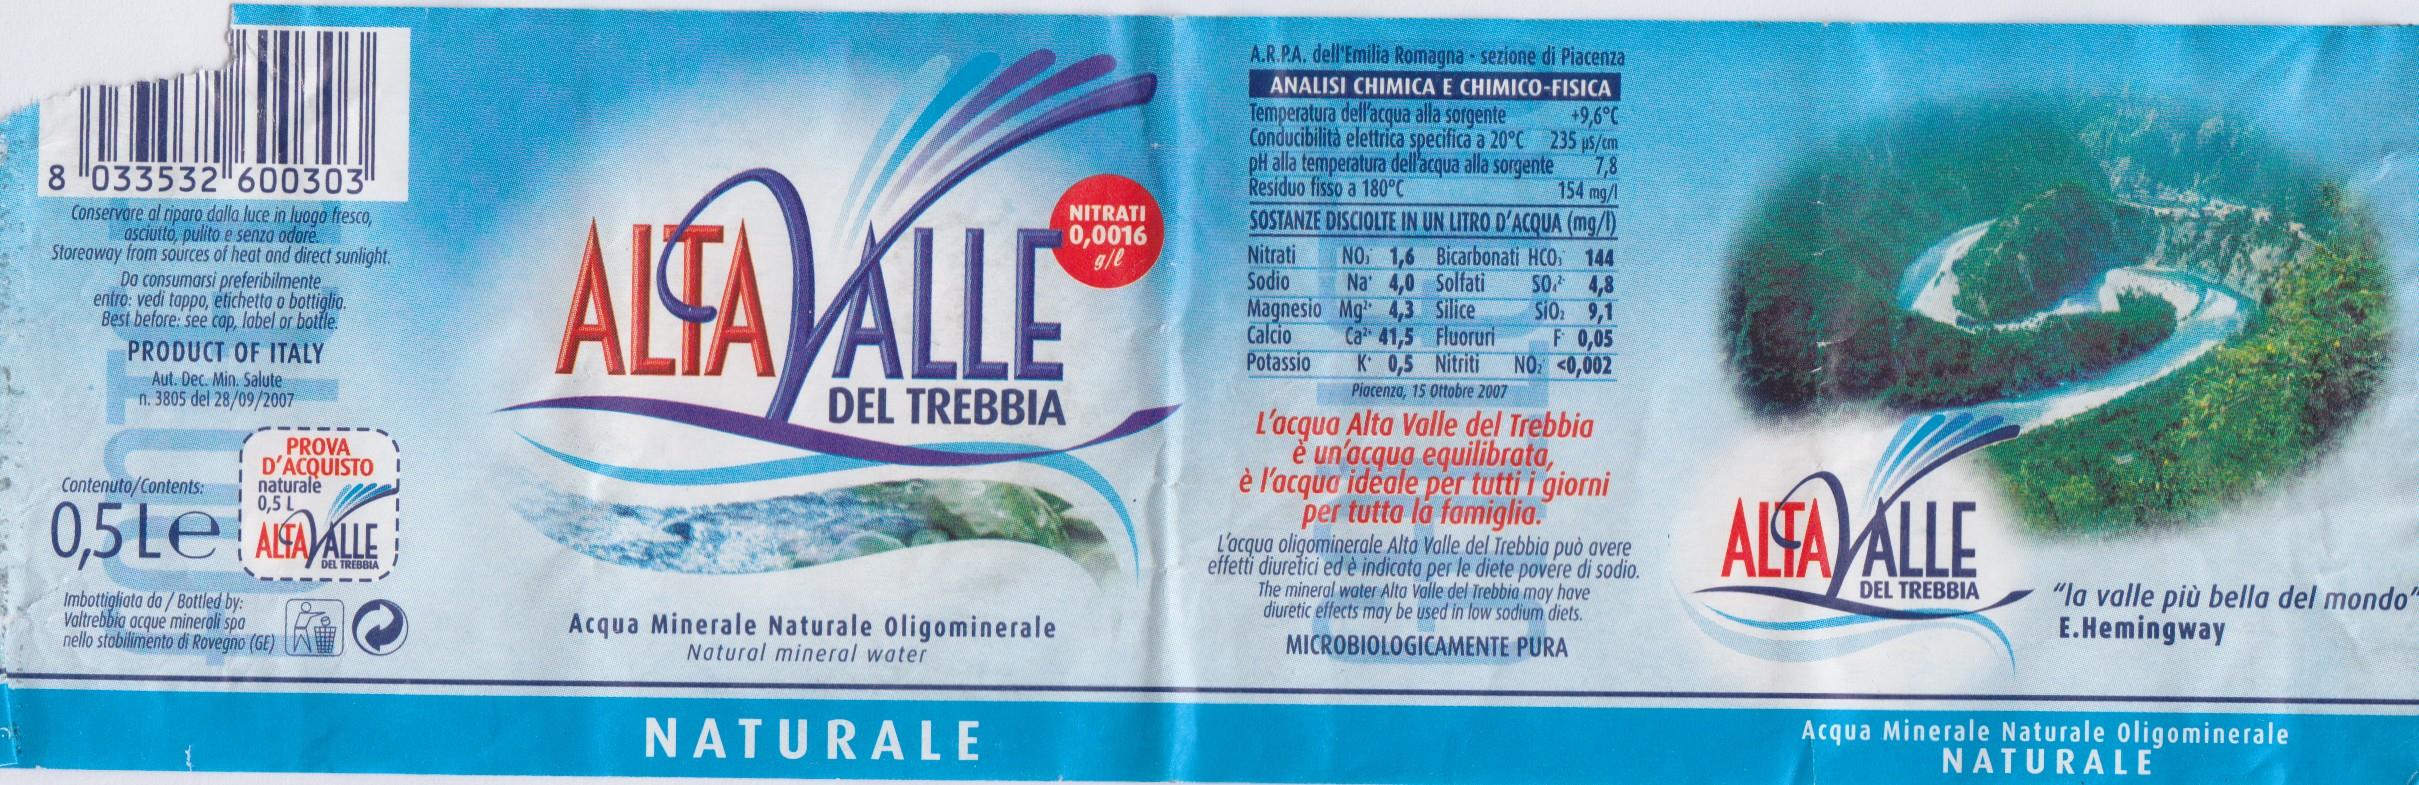 8 033532 600303
Conservare al riparo dalla luce in luogo fresco,
asciutto, pulito e senza odore.
Storeaway from sources of heat and direct sunlight.
Da consumarsi preferibilmente
entro: vedi tappo, etichetta o bottiglia.
Best before: see cap, label or bottle.
PRODUCT OF ITALY
Aut. Dec. Min. Salute
n. 3805 del 28/09/2007
Contenuto/Contents:
0,5 L e
PROVA
D'ACQUISTO
naturale
0,5 L
ALTA VALLE
DEL TREBBIA
Imbottigliata da / Bottled by:
Valtrebbia acque minerali spa
nello stabilimento di Rovegno (GE)
ALTA VALLE
DEL TREBBIA
NITRATI
0,0016
g/l
Acqua Minerale Naturale Oligominerale
Natural mineral water
NATURALE
A.R.P.A. dell'Emilia Romagna - sezione di Piacenza
ANALISI CHIMICA E CHIMICO-FISICA
Temperatura dell'acqua alla sorgente +9,6°C
Conducibilità elettrica specifica a 20°C 235 µS/cm
pH alla temperatura dell'acqua alla sorgente 7,8
Residuo fisso a 180°C 154 mg/l
SOSTANZE DISCIOLTE IN UN LITRO D'ACQUA (mg/l)
Nitrati NO₃⁻ 1,6 Bicarbonati HCO₃⁻ 144
Sodio Na⁺ 4,0 Solfati SO₄²⁻ 4,8
Magnesio Mg²⁺ 4,3 Silice SiO₂ 9,1
Calcio Ca²⁺ 41,5 Fluoruri F⁻ 0,05
Potassio K⁺ 0,5 Nitriti NO₂⁻ <0,002
Piacenza, 15 Ottobre 2007
L'acqua Alta Valle del Trebbia
è un'acqua equilibrata,
è l'acqua ideale per tutti i giorni
per tutta la famiglia.
L'acqua oligominerale Alta Valle del Trebbia può avere
effetti diuretici ed è indicata per le diete povere di sodio.
The mineral water Alta Valle del Trebbia may have
diuretic effects may be used in low sodium diets.
MICROBIOLOGICAMENTE PURA
ALTA VALLE
DEL TREBBIA
"la valle più bella del mondo"
E.Hemingway
Acqua Minerale Naturale Oligominerale
NATURALE